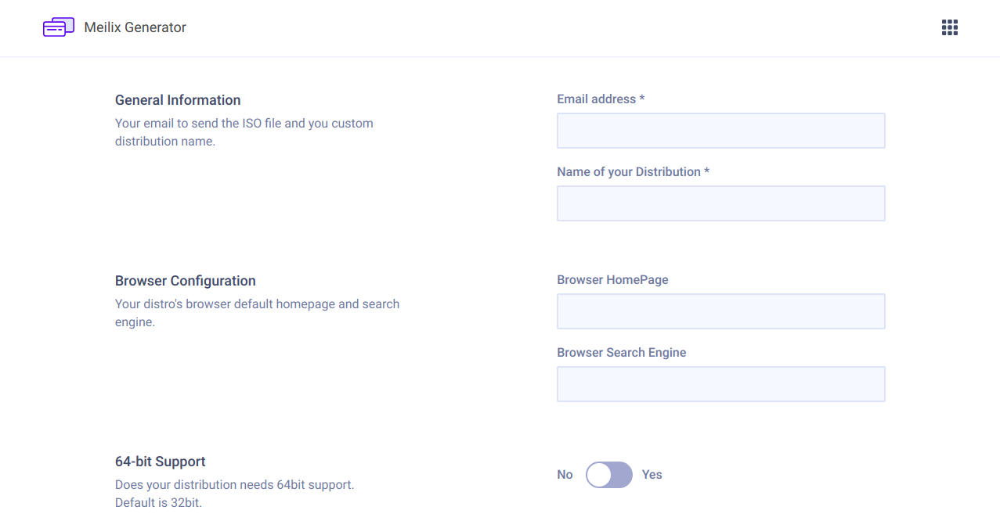 Meilix Generator
General Information
Your email to send the ISO file and you custom
distribution name.
Email address *
Name of your Distribution *
Browser Configuration
Your distro's browser default homepage and search
engine.
Browser HomePage
Browser Search Engine
64-bit Support
Does your distribution needs 64bit support.
Default is 32bit.
No Yes